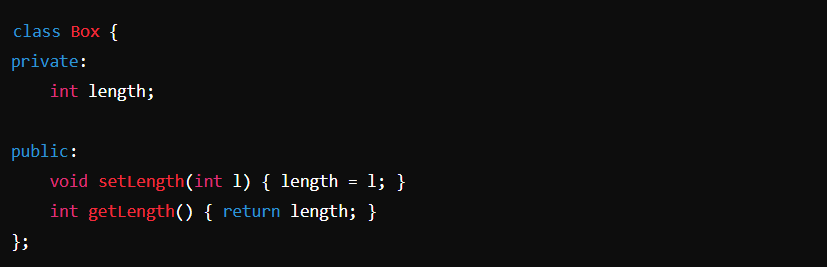 class Box {
private:
    int length;

public:
    void setLength(int l) { length = l; }
    int getLength() { return length; }
};